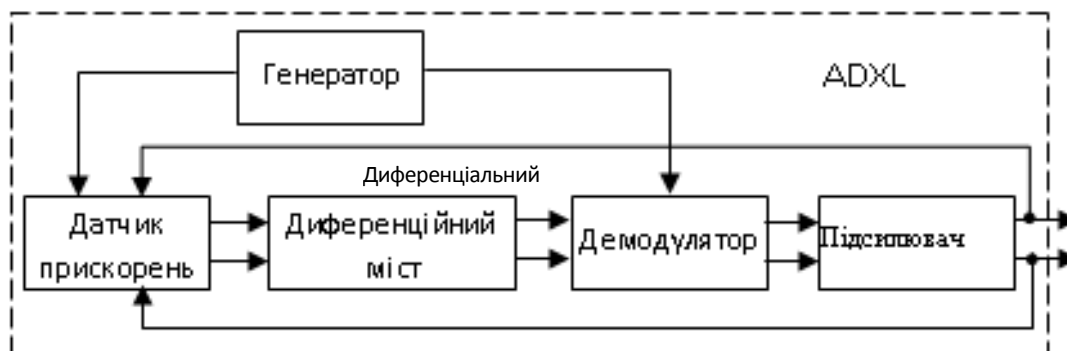 Генератор
ADXL
Диференціальний
Датчик
прискорень
Диференційний
міст
Демодулятор
Підсилювач